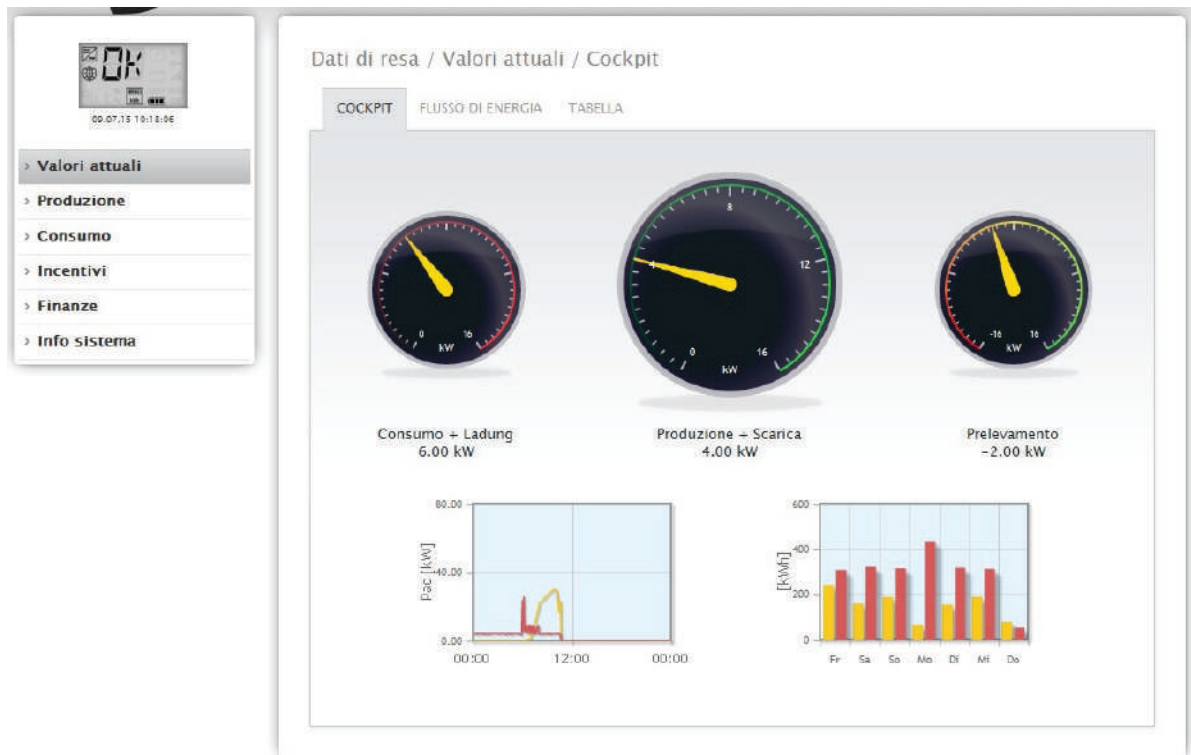 OK
09.07.15 10:18:06
› Valori attuali
› Produzione
› Consumo
› Incentivi
› Finanze
› Info sistema
Dati di resa / Valori attuali / Cockpit
COCKPIT FLUSSO DI ENERGIA TABELLA
0 16
kW
4 8 12
0 16
kW
-16 16
kW
Consumo + Ladung
6.00 kW
Produzione + Scarica
4.00 kW
Prelevamento
-2.00 kW
Pac [kW]
80.00
40.00
0.00
00:00 12:00 00:00
[kWh]
600
400
200
0
Fr Sa So Mo Di Mi Do